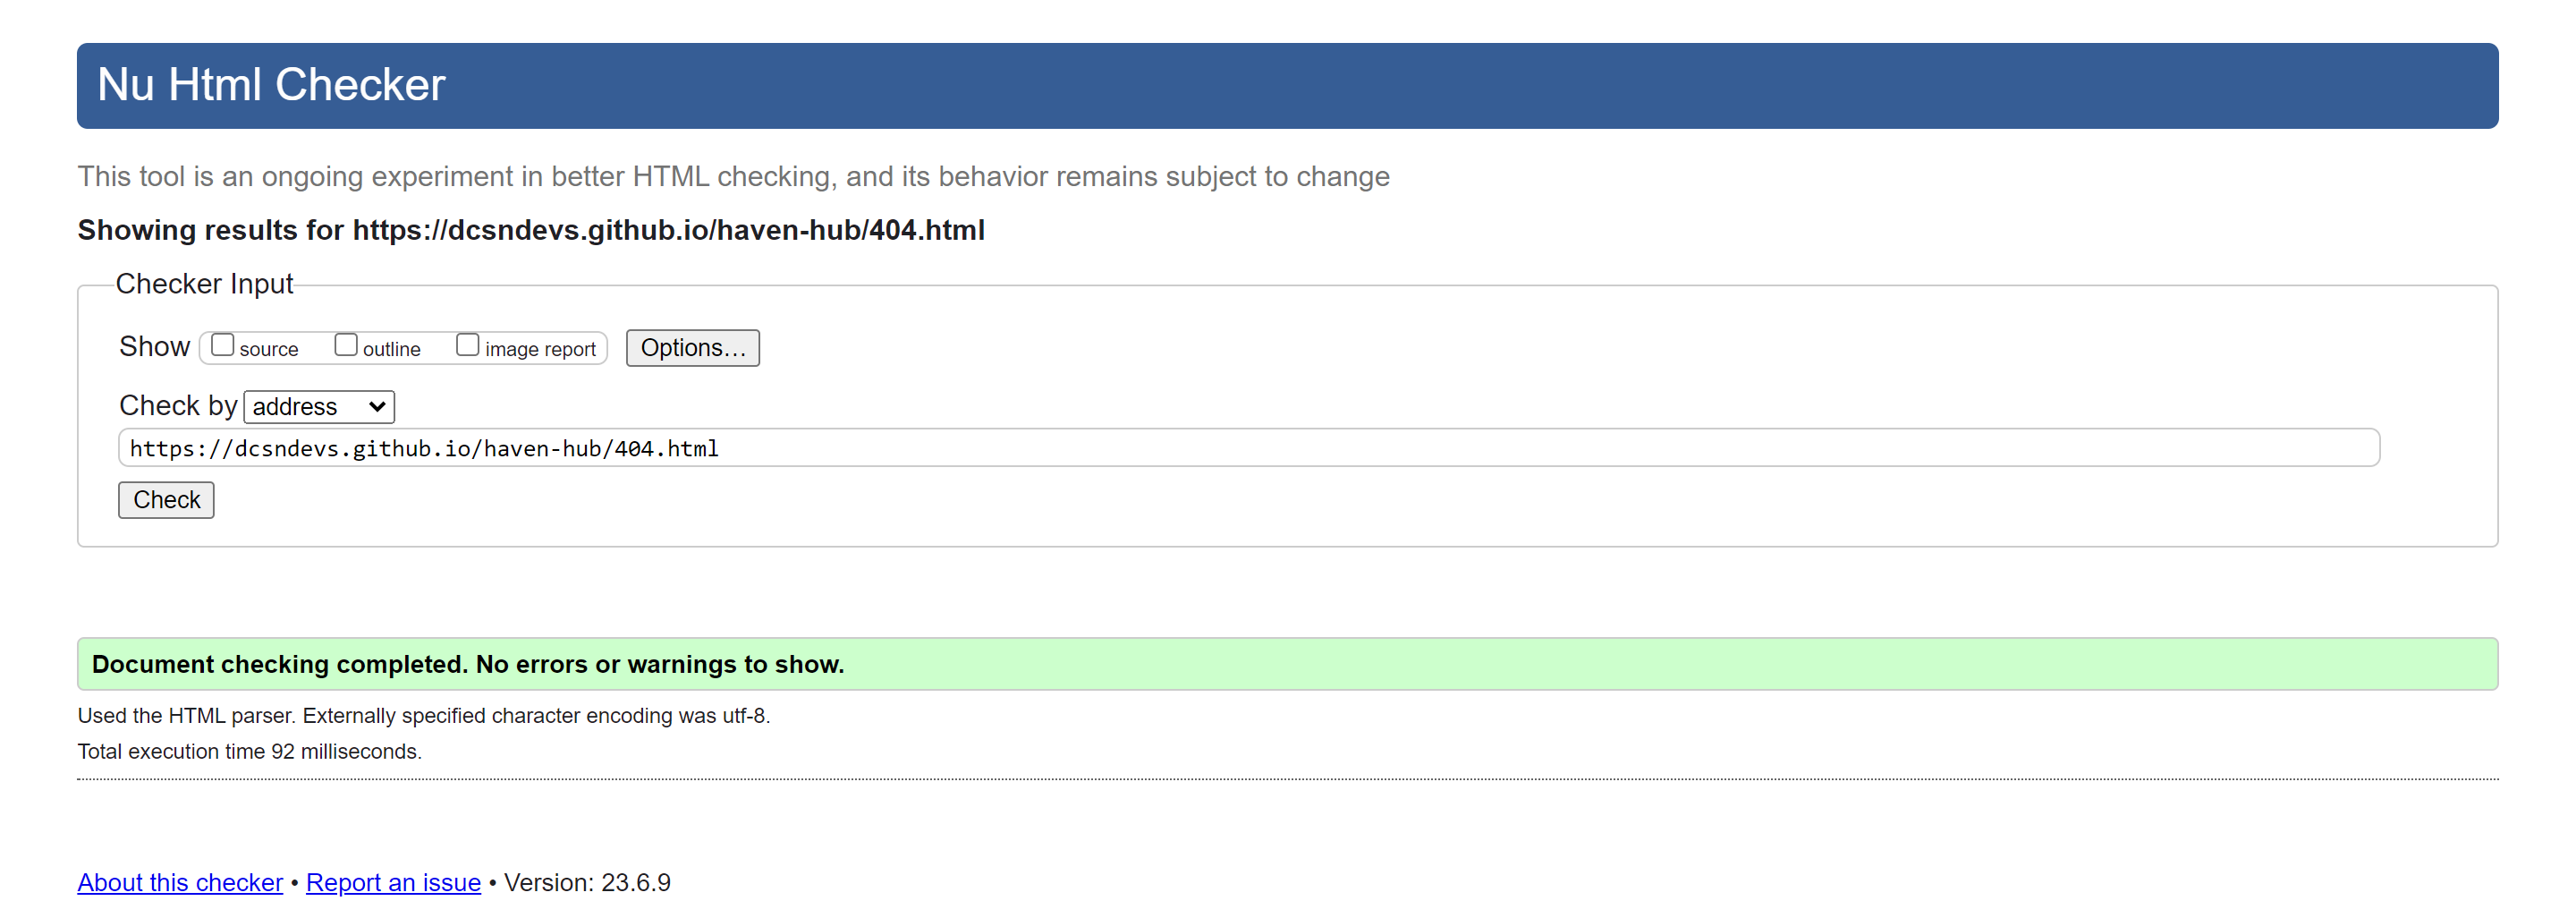 Nu Html Checker
This tool is an ongoing experiment in better HTML checking, and its behavior remains subject to change
Showing results for https://dcsndevs.github.io/haven-hub/404.html
Checker Input
Show source outline image report Options...
Check by address
https://dcsndevs.github.io/haven-hub/404.html
Check
Document checking completed. No errors or warnings to show.
Used the HTML parser. Externally specified character encoding was utf-8.
Total execution time 92 milliseconds.
About this checker • Report an issue • Version: 23.6.9